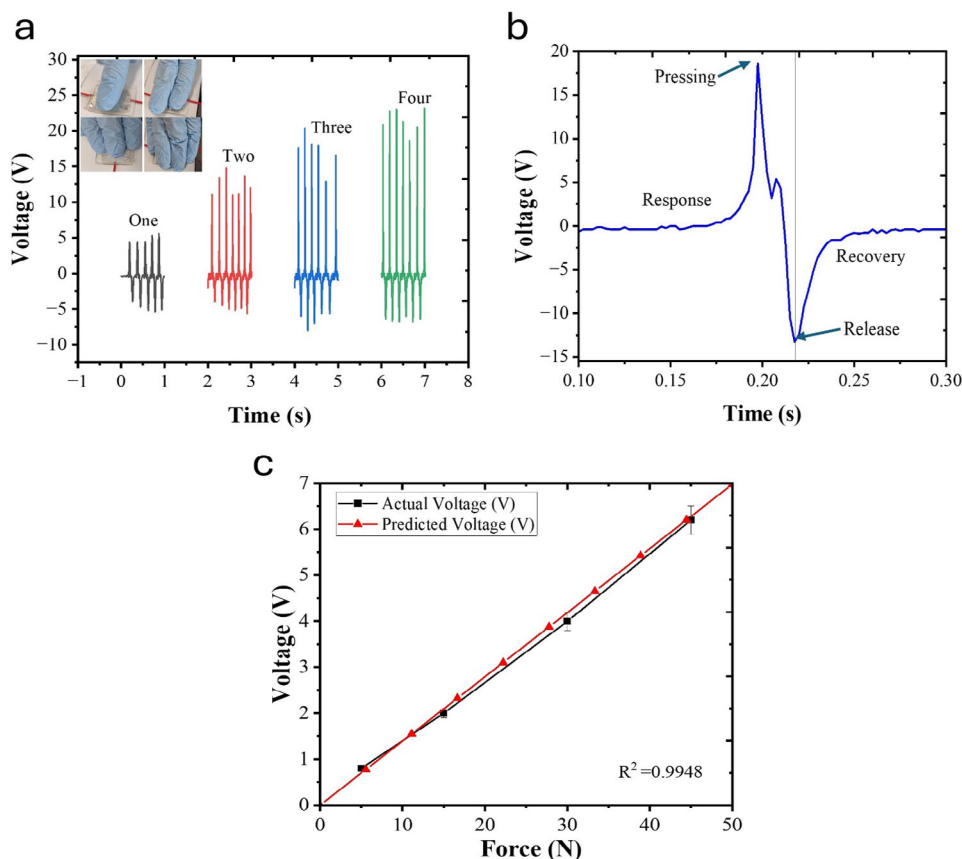 a
30
25
20
15
10
5
0
−5
−10
Voltage (V)
One
Two
Three
Four
−1 0 1 2 3 4 5 6 7 8
Time (s)
b
20
15
10
5
0
−5
−10
−15
Voltage (V)
Pressing
Response
Recovery
Release
0.10 0.15 0.20 0.25 0.30
Time (s)
c
7
6
5
4
3
2
1
0
Voltage (V)
Actual Voltage (V)
Predicted Voltage (V)
R²=0.9948
0 10 20 30 40 50
Force (N)